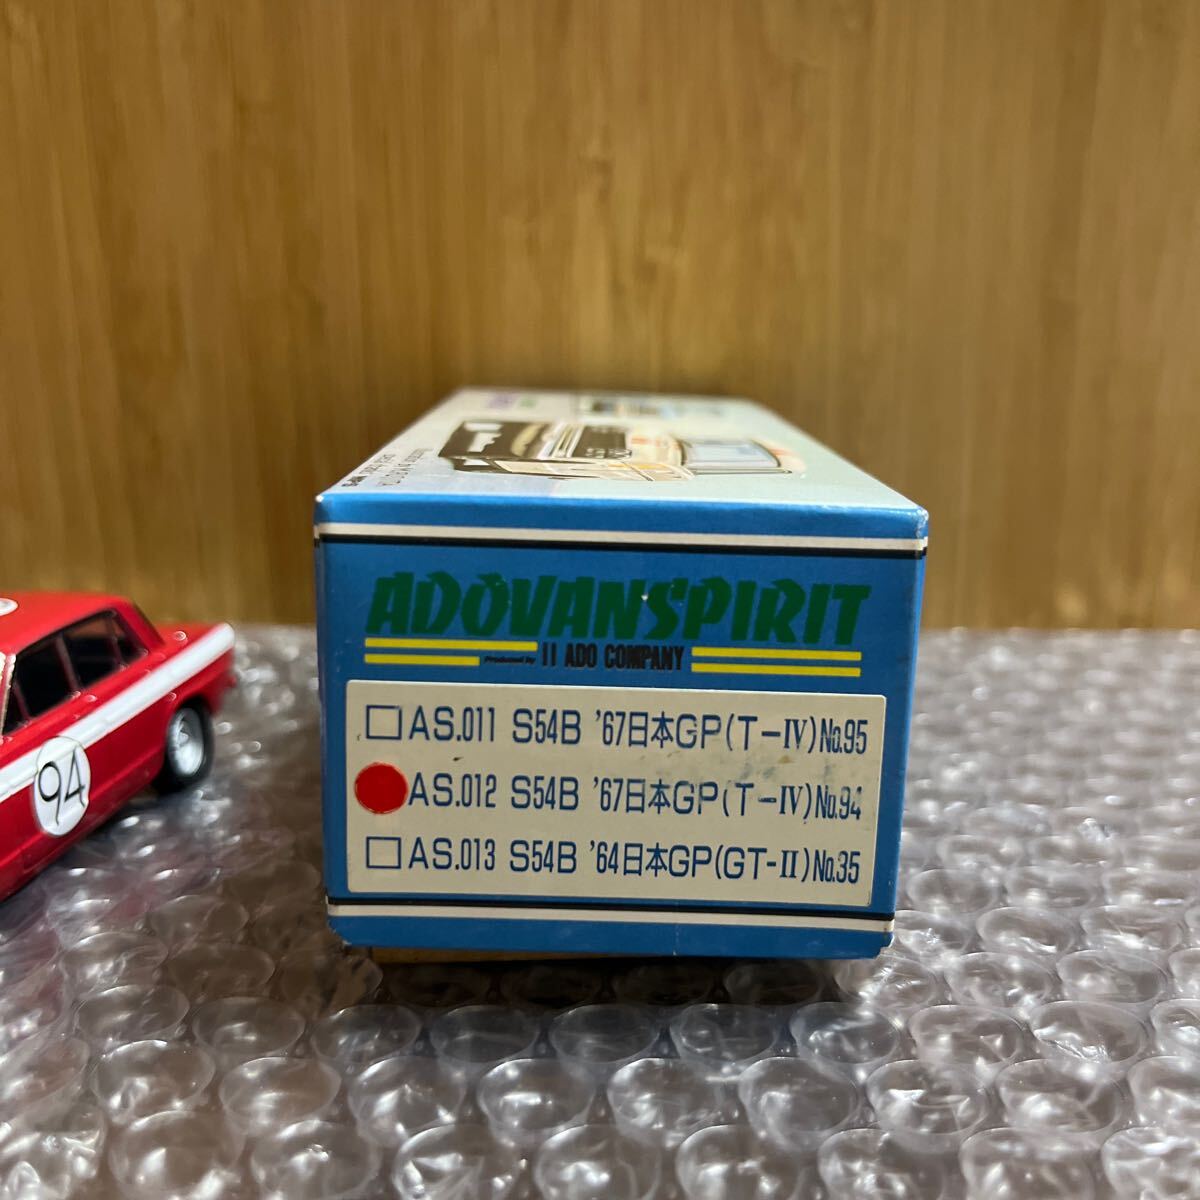 ADOVANSPIRIT
Produced by 11 ADO COMPANY
AS.011 S54B '67日本GP(T-IV)No.95
AS.012 S54B '67日本GP(T-IV)No.94
AS.013 S54B '64日本GP(GT-II)No.35
94